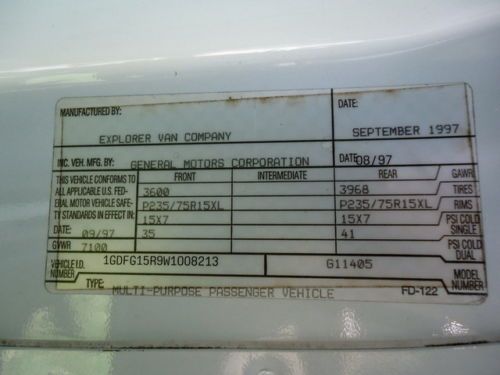 MANUFACTURED BY: DATE:
EXPLORER VAN COMPANY SEPTEMBER 1997
INC. VEH. MFG. BY: GENERAL MOTORS CORPORATION DATE 08/97
THIS VEHICLE CONFORMS TO FRONT INTERMEDIATE REAR GAWR
ALL APPLICABLE U.S. FED- 3600 3968 TIRES
ERAL MOTOR VEHICLE SAFE- P235/75R15XL P235/75R15XL RIMS
TY STANDARDS IN EFFECT IN: 15X7 15X7 PSI COLD SINGLE
DATE: 09/97 35 41
GVWR 7100 PSI COLD DUAL
VEHICLE I.D. NUMBER 1GDFG15R9W1008213 G11405 MODEL NUMBER
TYPE: MULTI-PURPOSE PASSENGER VEHICLE FD-122